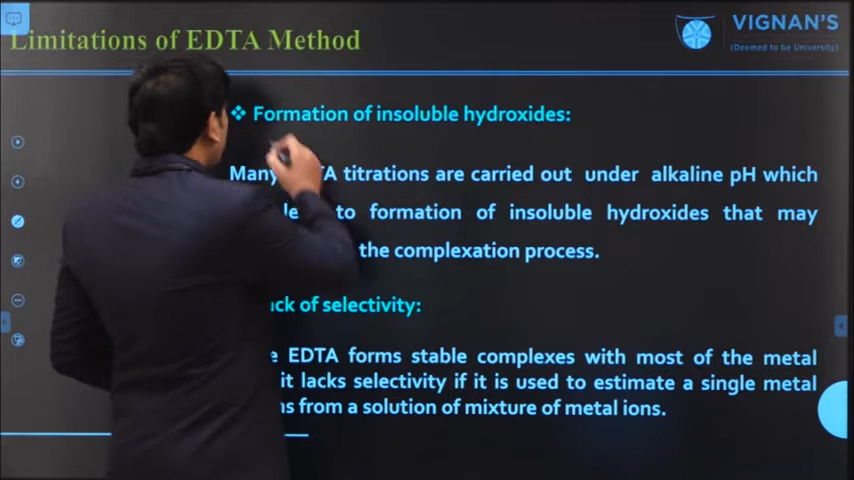 Limitations of EDTA Method
VIGNAN'S
(Deemed to be University)
❖ Formation of insoluble hydroxides:
Many TA titrations are carried out under alkaline pH which
to formation of insoluble hydroxides that may
the complexation process.
ack of selectivity:
EDTA forms stable complexes with most of the metal
it lacks selectivity if it is used to estimate a single metal
from a solution of mixture of metal ions.